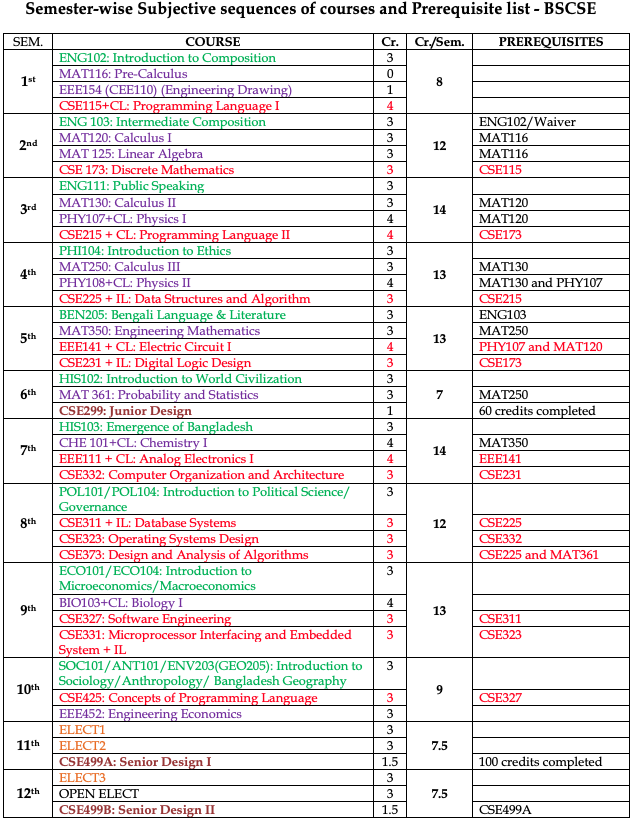 Semester-wise Subjective sequences of courses and Prerequisite list - BSCSE
SEM. COURSE Cr. Cr./Sem. PREREQUISITES
1st
ENG102: Introduction to Composition 3
MAT116: Pre-Calculus 0
EEE154 (CEE110) (Engineering Drawing) 1
CSE115+CL: Programming Language I 4
8
2nd
ENG 103: Intermediate Composition 3 ENG102/Waiver
MAT120: Calculus I 3 MAT116
MAT 125: Linear Algebra 3 MAT116
CSE 173: Discrete Mathematics 3 CSE115
12
3rd
ENG111: Public Speaking 3
MAT130: Calculus II 3 MAT120
PHY107+CL: Physics I 4 MAT120
CSE215 + CL: Programming Language II 4 CSE173
14
4th
PHI104: Introduction to Ethics 3
MAT250: Calculus III 3 MAT130
PHY108+CL: Physics II 4 MAT130 and PHY107
CSE225 + IL: Data Structures and Algorithm 3 CSE215
13
5th
BEN205: Bengali Language & Literature 3 ENG103
MAT350: Engineering Mathematics 3 MAT250
EEE141 + CL: Electric Circuit I 4 PHY107 and MAT120
CSE231 + IL: Digital Logic Design 3 CSE173
13
6th
HIS102: Introduction to World Civilization 3
MAT 361: Probability and Statistics 3 MAT250
CSE299: Junior Design 1 60 credits completed
7
7th
HIS103: Emergence of Bangladesh 3
CHE 101+CL: Chemistry I 4 MAT350
EEE111 + CL: Analog Electronics I 4 EEE141
CSE332: Computer Organization and Architecture 3 CSE231
14
8th
POL101/POL104: Introduction to Political Science/ 3
Governance
CSE311 + IL: Database Systems 3 CSE225
CSE323: Operating Systems Design 3 CSE332
CSE373: Design and Analysis of Algorithms 3 CSE225 and MAT361
12
9th
ECO101/ECO104: Introduction to 3
Microeconomics/Macroeconomics
BIO103+CL: Biology I 4
CSE327: Software Engineering 3 CSE311
CSE331: Microprocessor Interfacing and Embedded 3 CSE323
System + IL
13
10th
SOC101/ANT101/ENV203(GEO205): Introduction to 3
Sociology/Anthropology/ Bangladesh Geography
CSE425: Concepts of Programming Language 3 CSE327
EEE452: Engineering Economics 3
9
11th
ELECT1 3
ELECT2 3
CSE499A: Senior Design I 1.5 100 credits completed
7.5
12th
ELECT3 3
OPEN ELECT 3
CSE499B: Senior Design II 1.5 CSE499A
7.5